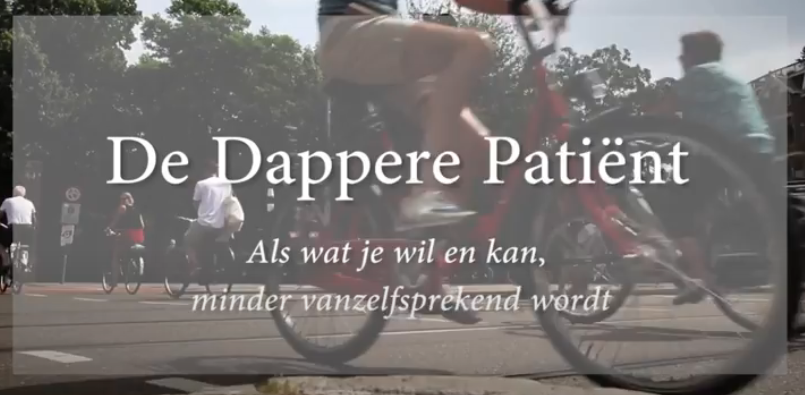 De Dappere Patiënt
Als wat je wil en kan,
minder vanzelfsprekend wordt